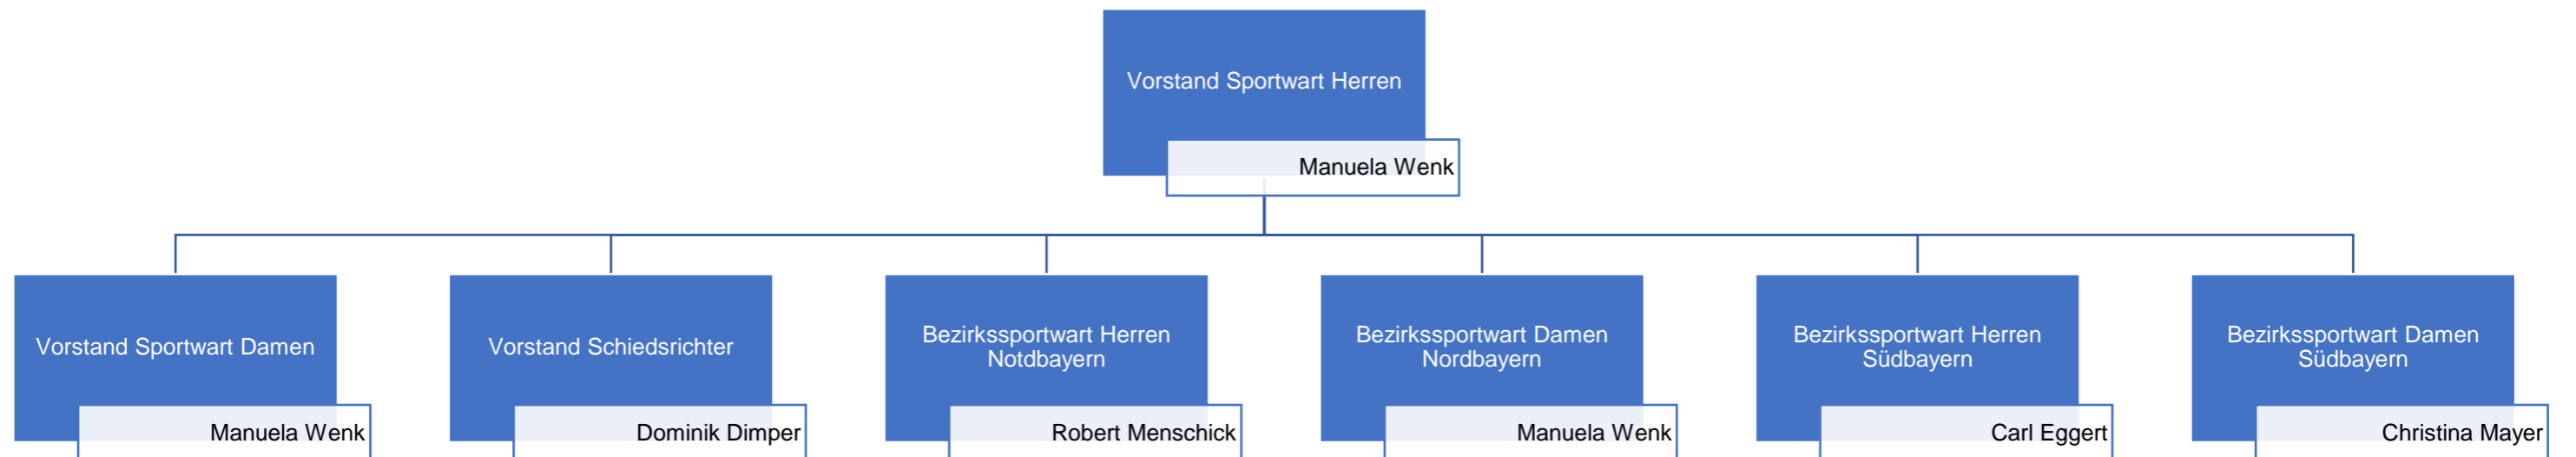 Vorstand Sportwart Herren
Manuela Wenk
Vorstand Sportwart Damen
Manuela Wenk
Vorstand Schiedsrichter
Dominik Dimper
Bezirkssportwart Herren
Notdbayern
Robert Menschick
Bezirkssportwart Damen
Nordbayern
Manuela Wenk
Bezirkssportwart Herren
Südbayern
Carl Eggert
Bezirkssportwart Damen
Südbayern
Christina Mayer